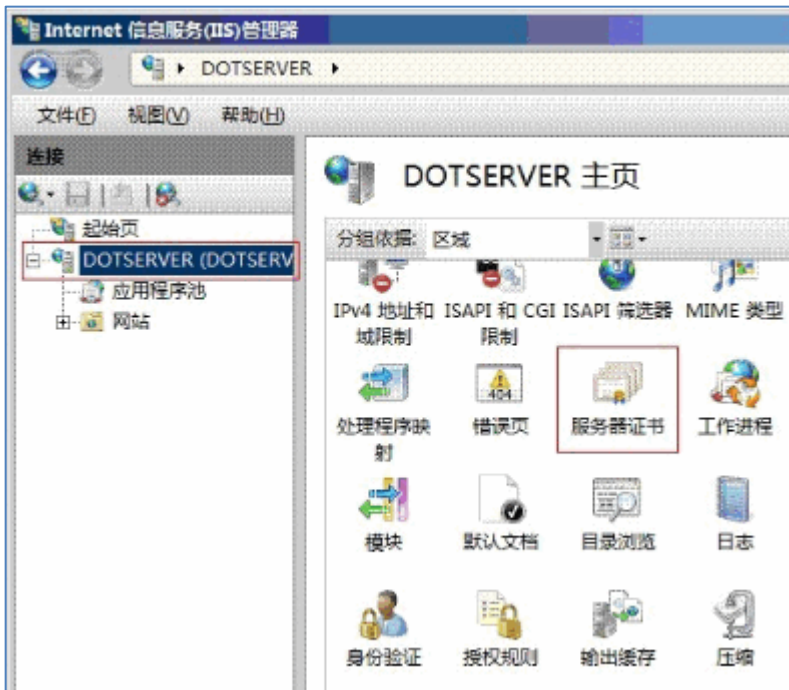 Internet 信息服务(IIS)管理器
DOTSERVER
文件(F) 视图(V) 帮助(H)
连接
起始页
DOTSERVER (DOTSERV
应用程序池
网站
DOTSERVER 主页
分组依据: 区域
IPv4 地址和域限制
ISAPI 和 CGI 限制
ISAPI 筛选器
MIME 类型
处理程序映射
404
错误页
服务器证书
工作进程
模块
默认文档
目录浏览
日志
身份验证
授权规则
输出缓存
压缩